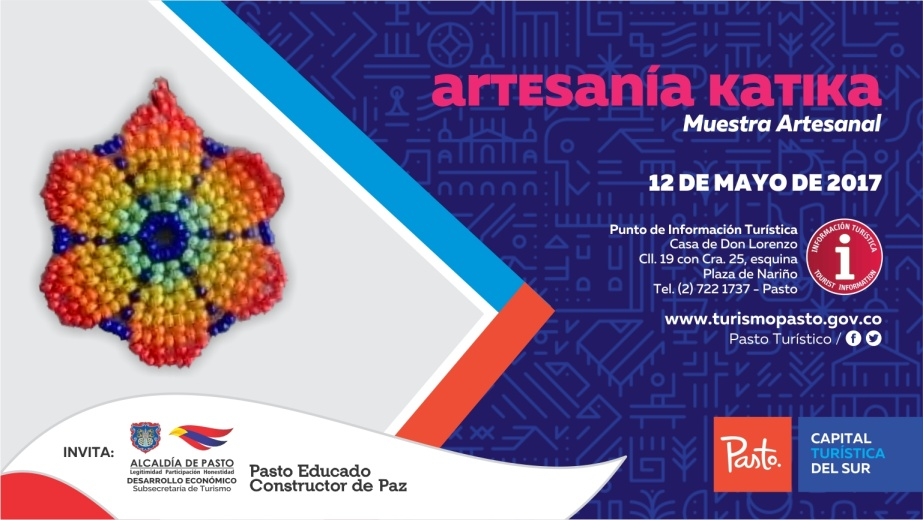 artesanía katika
Muestra Artesanal
12 DE MAYO DE 2017
Punto de Información Turística
Casa de Don Lorenzo
Cll. 19 con Cra. 25, esquina
Plaza de Nariño
Tel. (2) 722 1737 - Pasto
INFORMACIÓN TURISTICA
i
TOURIST INFORMATION
www.turismopasto.gov.co
Pasto Turístico /
INVITA:
ALCALDÍA DE PASTO
Legitimidad Participación Honestidad
DESARROLLO ECONÓMICO
Subsecretaría de Turismo
Pasto Educado
Constructor de Paz
Pasto.
CAPITAL
TURÍSTICA
DEL SUR